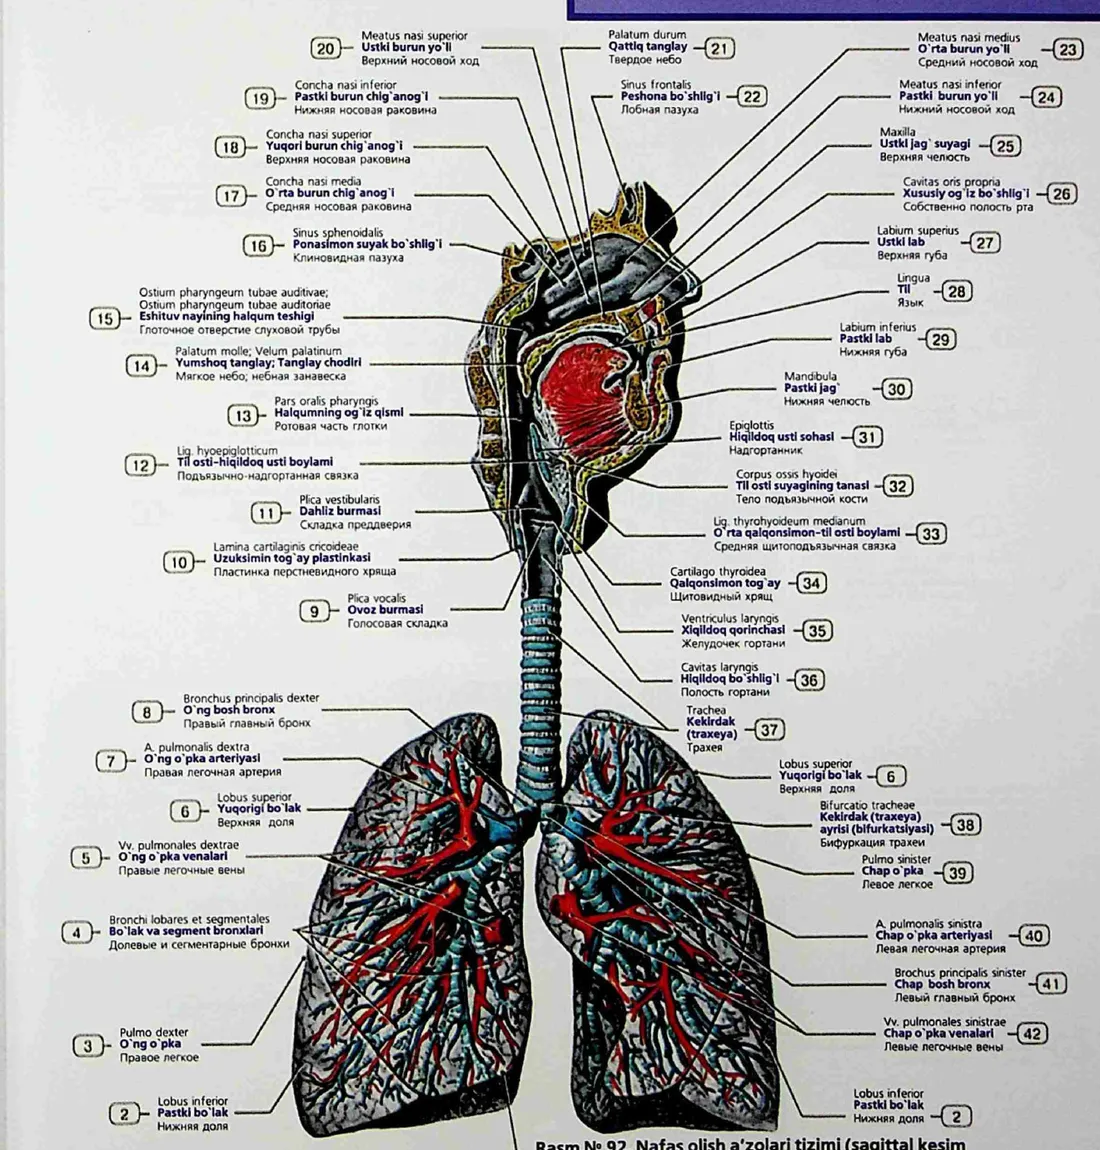 20
Meatus nasi superior
Ustki burun yo`li
Верхний носовой ход
19
Concha nasi inferior
Pastki burun chig`anog`i
Нижняя носовая раковина
18
Concha nasi superior
Yuqori burun chig`anog`i
Верхняя носовая раковина
17
Concha nasi media
O`rta burun chig`anog`i
Средняя носовая раковина
16
Sinus sphenoidalis
Ponasimon suyak bo`shlig`i
Клиновидная пазуха
15
Ostium pharyngeum tubae auditivae;
Ostium pharyngeum tubae auditoriae
Eshituv nayining halqum teshigi
Глоточное отверстие слуховой трубы
14
Palatum molle; Velum palatinum
Yumshoq tanglay; Tanglay chodiri
Мягкое небо; небная занавеска
13
Pars oralis pharyngis
Halqumning og`iz qismi
Ротовая часть глотки
12
Lig. hyoepiglotticum
Til osti-hiqildoq usti boylami
Подъязычно-надгортанная связка
11
Plica vestibularis
Dahliz burmasi
Складка преддверия
10
Lamina cartilaginis cricoideae
Uzuksimin tog`ay plastinkasi
Пластинка перстневидного хряща
9
Plica vocalis
Ovoz burmasi
Голосовая складка
8
Bronchus principalis dexter
O`ng bosh bronx
Правый главный бронх
7
A. pulmonalis dextra
O`ng o`pka arteriyasi
Правая легочная артерия
6
Lobus superior
Yuqorigi bo`lak
Верхняя доля
5
Vv. pulmonales dextrae
O`ng o`pka venalari
Правые легочные вены
4
Bronchi lobares et segmentales
Bo`lak va segment bronxlari
Долевые и сегментарные бронхи
3
Pulmo dexter
O`ng o`pka
Правое легкое
2
Lobus inferior
Pastki bo`lak
Нижняя доля
Palatum durum
Qattiq tanglay
Твердое небо
21
Sinus frontalis
Peshona bo`shlig`i
Лобная пазуха
22
Meatus nasi medius
O`rta burun yo`li
Средний носовой ход
23
Meatus nasi inferior
Pastki burun yo`li
Нижний носовой ход
24
Maxilla
Ustki jag` suyagi
Верхняя челюсть
25
Cavitas oris propria
Xususiy og`iz bo`shlig`i
Собственно полость рта
26
Labium superius
Ustki lab
Верхняя губа
27
Lingua
Til
Язык
28
Labium inferius
Pastki lab
Нижняя губа
29
Mandibula
Pastki jag`
Нижняя челюсть
30
Epiglottis
Hiqildoq usti sohasi
Надгортанник
31
Corpus ossis hyoidei
Til osti suyagining tanasi
Тело подъязычной кости
32
Lig. thyrohyoideum medianum
O`rta qalqonsimon-til osti boylami
Средняя щитоподъязычная связка
33
Cartilago thyroidea
Qalqonsimon tog`ay
Щитовидный хрящ
34
Ventriculus laryngis
Xiqildoq qorinchasi
Желудочек гортани
35
Cavitas laryngis
Hiqildoq bo`shlig`i
Полость гортани
36
Trachea
Kekirdak
(traxeya)
Трахея
37
Lobus superior
Yuqorigi bo`lak
Верхняя доля
6
Bifurcatio tracheae
Kekirdak (traxeya)
ayrisi (bifurkatsiyasi)
Бифуркация трахеи
38
Pulmo sinister
Chap o`pka
Левое легкое
39
A. pulmonalis sinistra
Chap o`pka arteriyasi
Левая легочная артерия
40
Brochus principalis sinister
Chap bosh bronx
Левый главный бронх
41
Vv. pulmonales sinistrae
Chap o`pka venalari
Левые легочные вены
42
Lobus inferior
Pastki bo`lak
Нижняя доля
2
Rasm № 92. Nafas olish a'zolari tizimi (sagittal kesim